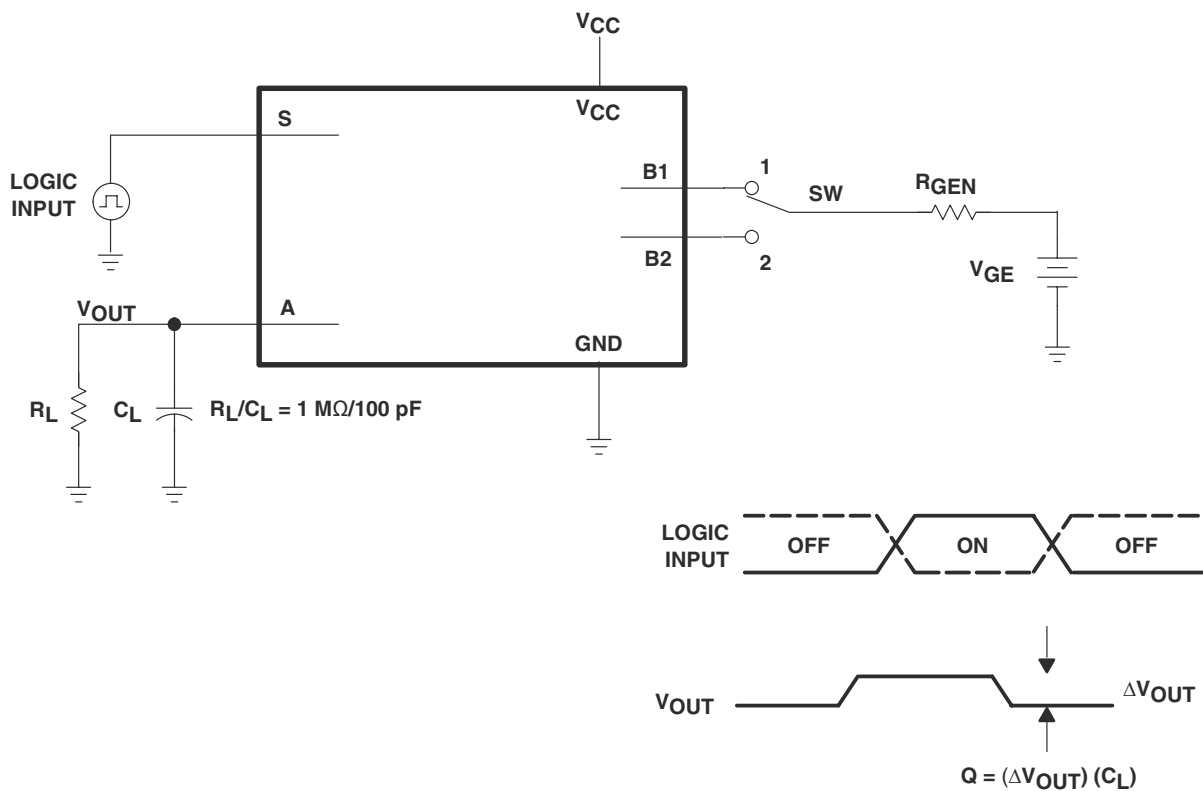 VCC
VCC
S
LOGIC
INPUT
B1
1
SW
RGEN
B2
2
VGE
VOUT
A
GND
RL
CL
RL/CL = 1 MΩ/100 pF
LOGIC
INPUT
OFF
ON
OFF
VOUT
ΔVOUT
Q = (ΔVOUT) (CL)